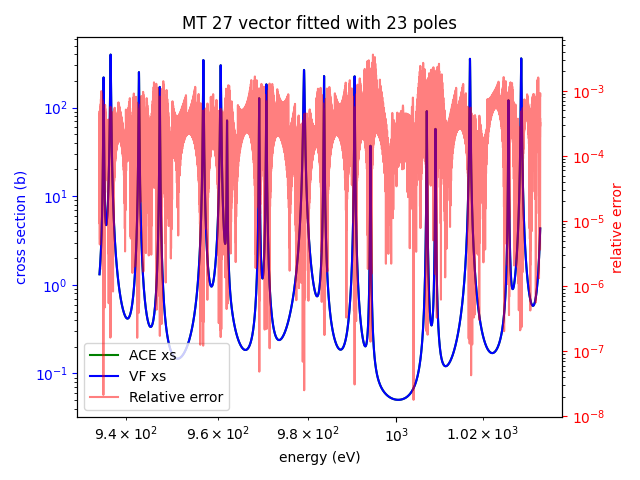 MT 27 vector fitted with 23 poles
cross section (b)
10²
10¹
10⁰
10⁻¹
10⁻³
10⁻⁴
10⁻⁵
10⁻⁶
10⁻⁷
10⁻⁸
relative error
ACE xs
VF xs
Relative error
9.4 × 10² 9.6 × 10² 9.8 × 10² 10³ 1.02 × 10³
energy (eV)